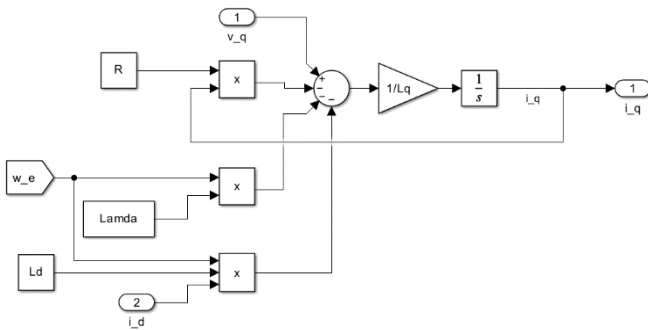 1
v_q
R
x
+
-
-
-
1/Lq
1
s
i_q
1
i_q
w_e
x
Lamda
Ld
x
2
i_d